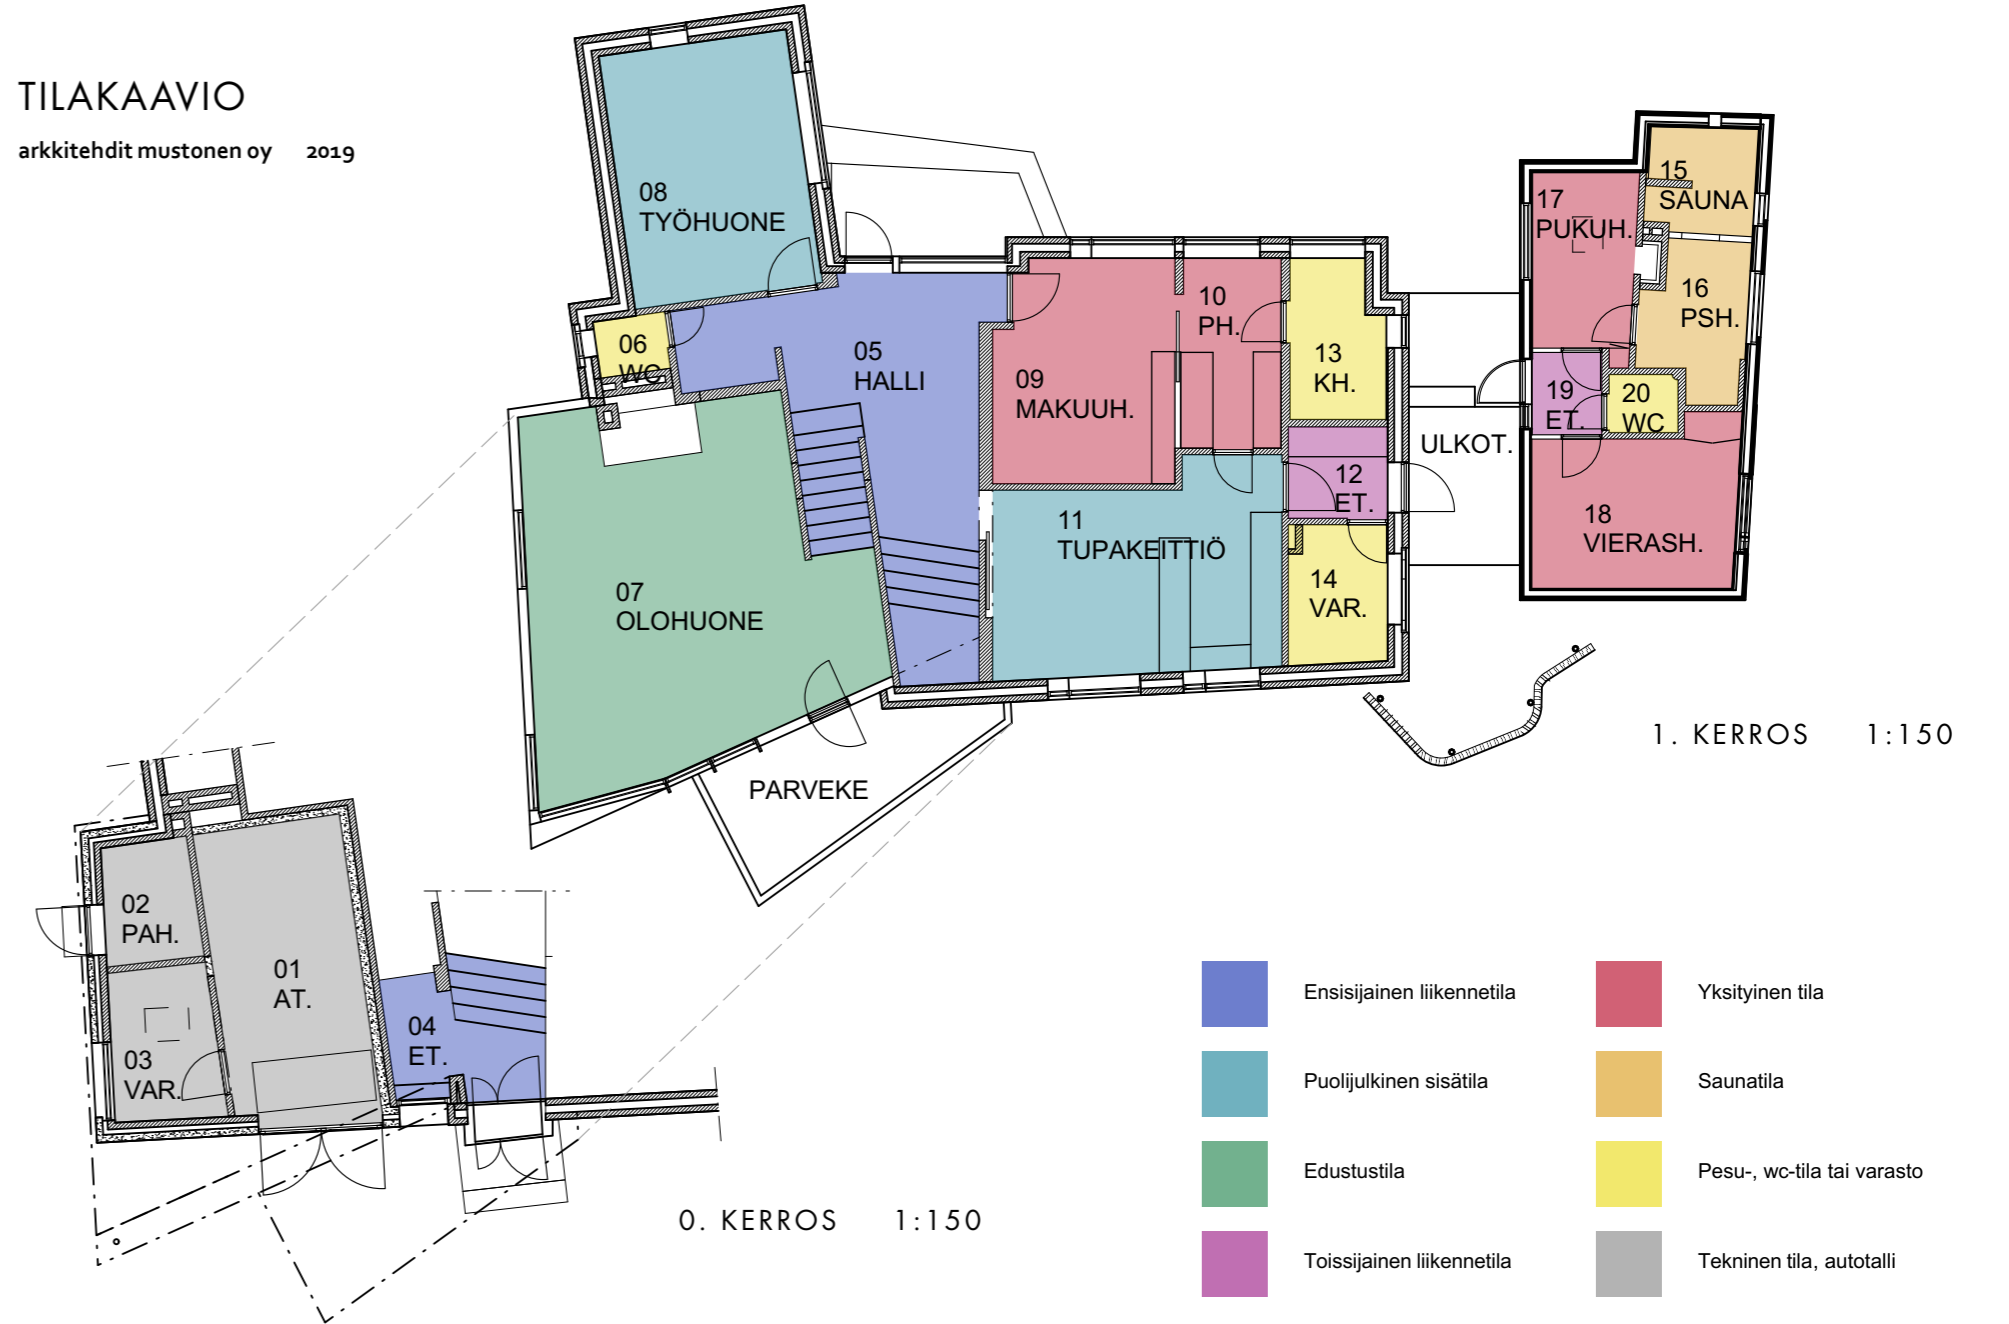 TILAKAAVIO
arkkitehdit mustonen oy 2019
08
TYÖHUONE
06
WC
05
HALLI
09
MAKUUH.
10
PH.
13
KH.
07
OLOHUONE
11
TUPAKEITTIÖ
12
ET.
14
VAR.
PARVEKE
ULKOT.
15
SAUNA
17
PUKUH.
16
PSH.
19
ET.
20
WC
18
VIERASH.
1. KERROS 1:150
02
PAH.
01
AT.
03
VAR.
04
ET.
0. KERROS 1:150
Ensisijainen liikennetila
Puolijulkinen sisätila
Edustustila
Toissijainen liikennetila
Yksityinen tila
Saunatila
Pesu-, wc-tila tai varasto
Tekninen tila, autotalli